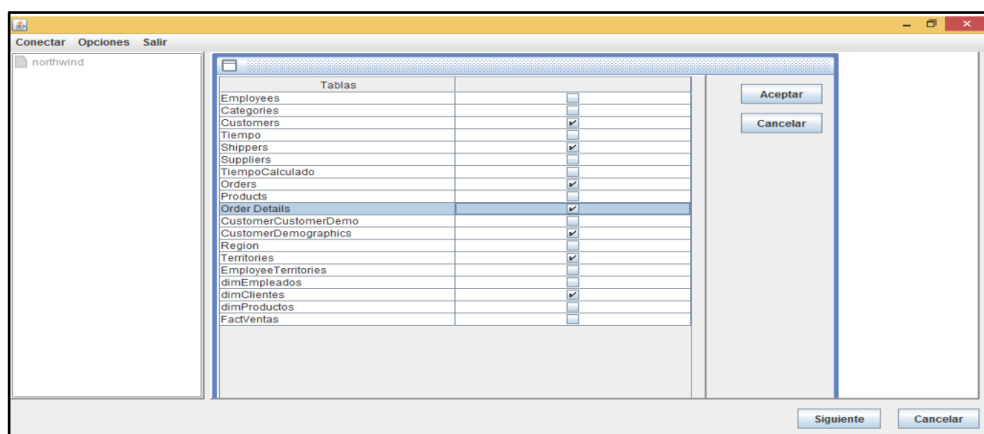 Conectar Opciones Salir
northwind
Tablas
Employees
Categories
Customers
Tiempo
Shippers
Suppliers
TiempoCalculado
Orders
Products
Order Details
CustomerCustomerDemo
CustomerDemographics
Region
Territories
EmployeeTerritories
dimEmpleados
dimClientes
dimProductos
FactVentas
Aceptar
Cancelar
Siguiente Cancelar